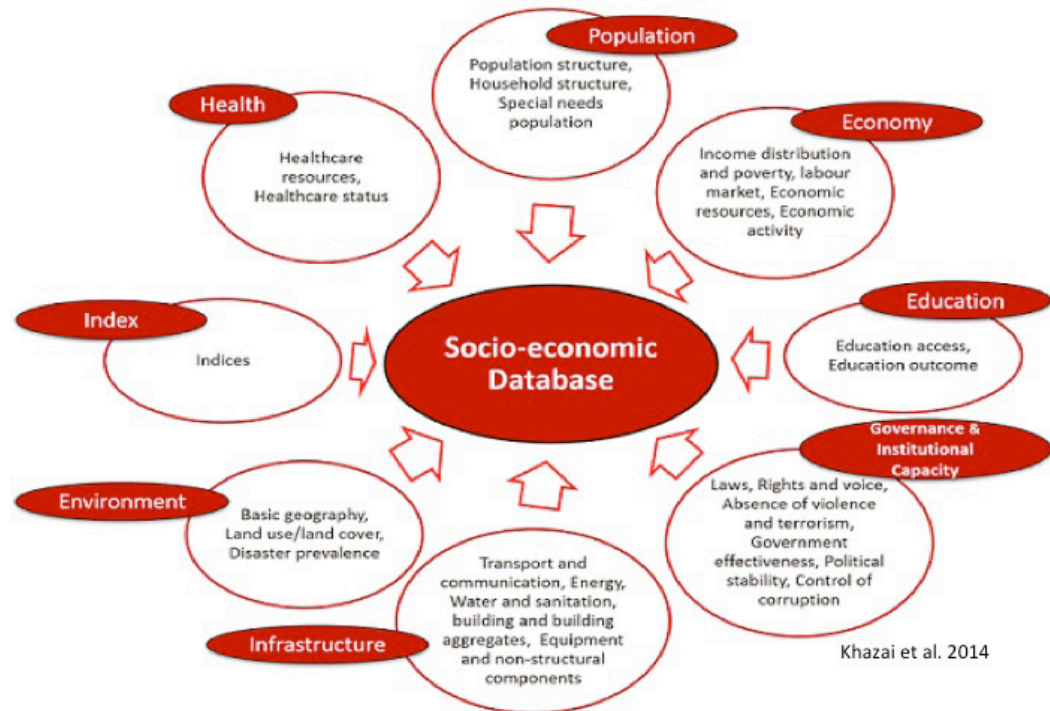 Population
Population structure,
Household structure,
Special needs
population
Health
Healthcare
resources,
Healthcare status
Economy
Income distribution
and poverty, labour
market, Economic
resources, Economic
activity
Index
Indices
Socio-economic
Database
Education
Education access,
Education outcome
Environment
Basic geography,
Land use/land cover,
Disaster prevalence
Governance &
Institutional
Capacity
Laws, Rights and voice,
Absence of violence
and terrorism,
Government
effectiveness, Political
stability, Control of
corruption
Infrastructure
Transport and
communication, Energy,
Water and sanitation,
building and building
aggregates, Equipment
and non-structural
components
Khazai et al. 2014